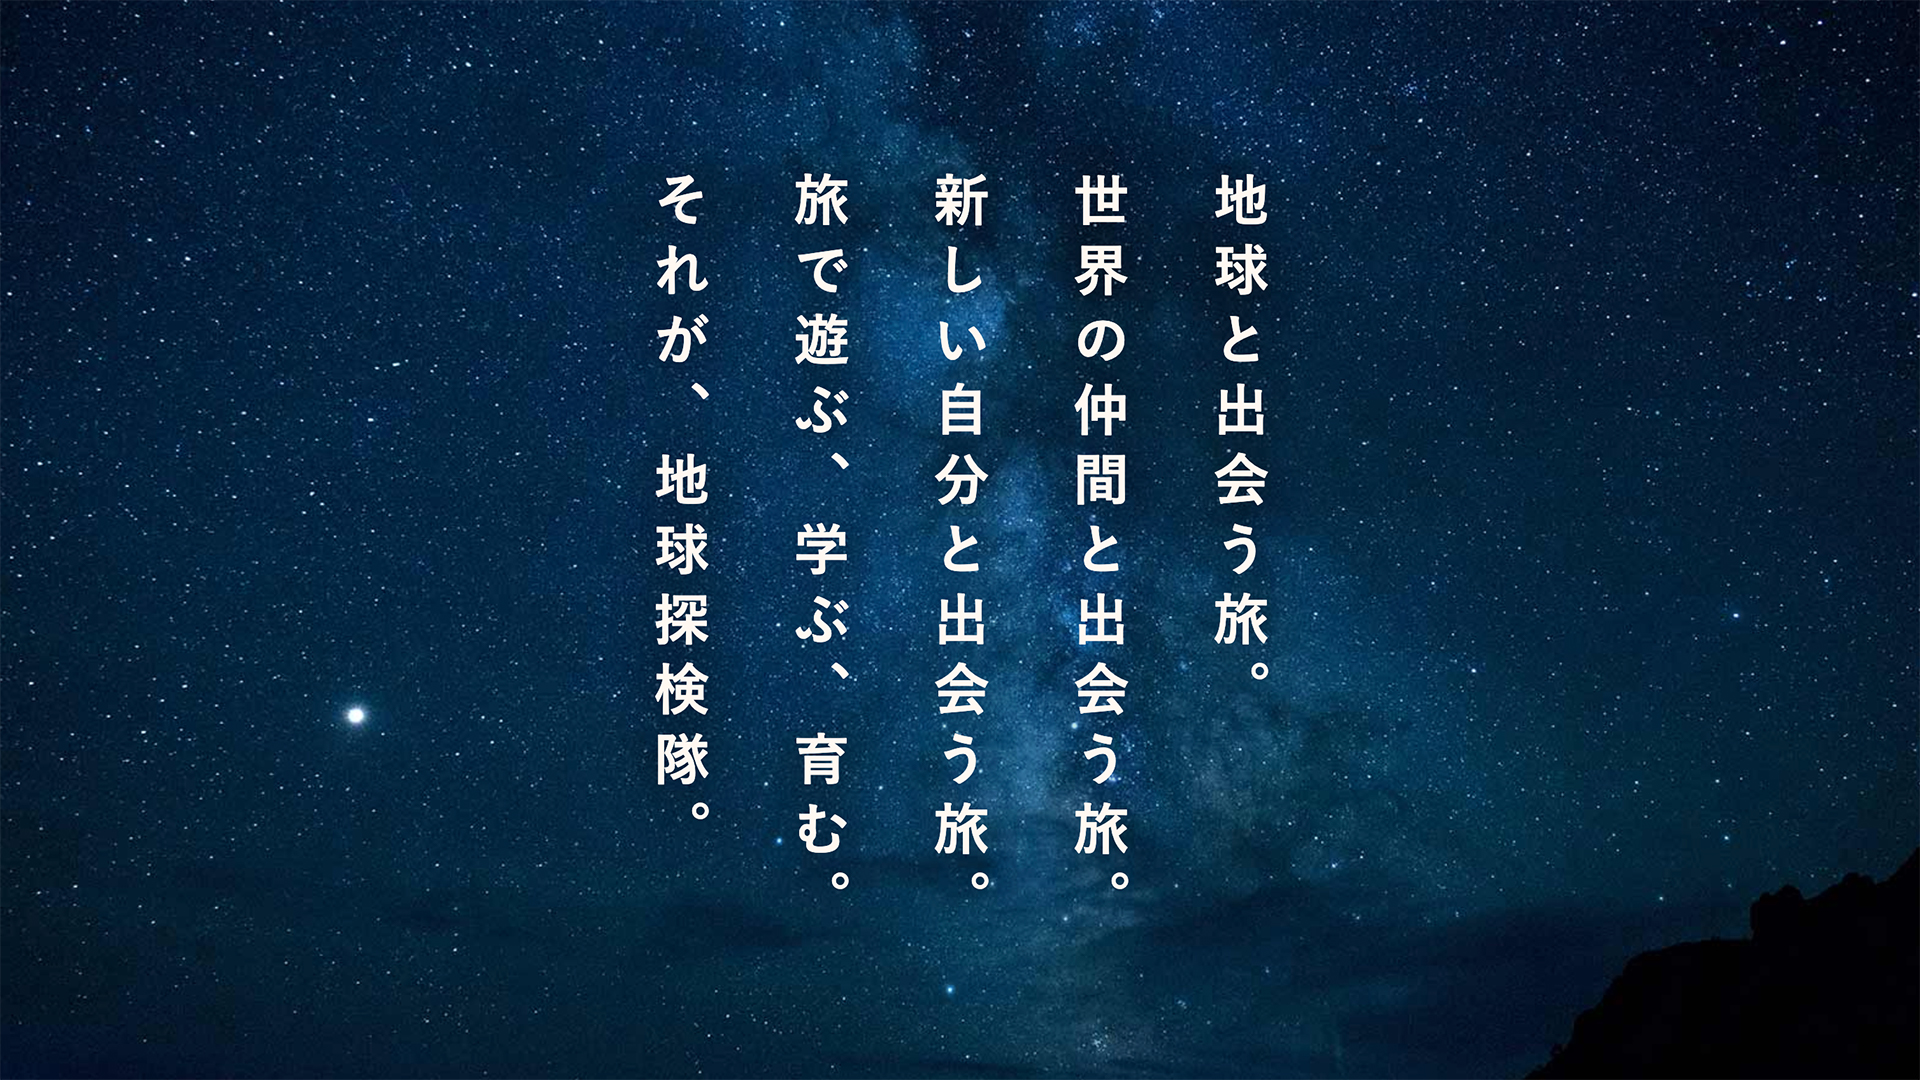 地球と出会う旅。
世界の仲間と出会う旅。
新しい自分と出会う旅。
旅で遊ぶ、学ぶ、育む。
それが、地球探検隊。